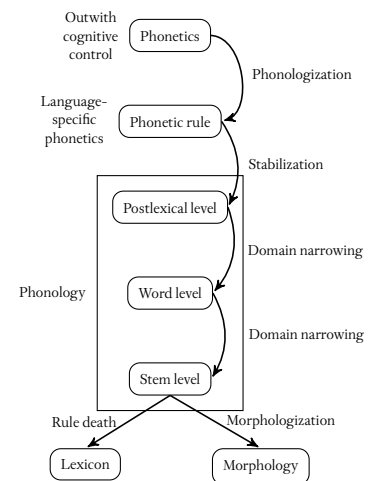 Outwith
cognitive
control
Phonetics
Phonologization
Language-
specific
phonetics
Phonetic rule
Stabilization
Postlexical level
Domain narrowing
Phonology
Word level
Domain narrowing
Stem level
Rule death
Morphologization
Lexicon
Morphology